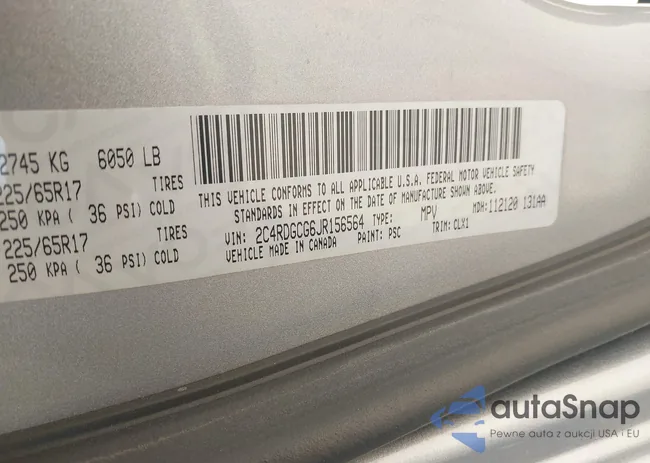 2745 KG 6050 LB
225/65R17 TIRES
250 KPA ( 36 PSI) COLD
225/65R17 TIRES
250 KPA ( 36 PSI) COLD
THIS VEHICLE CONFORMS TO ALL APPLICABLE U.S.A. FEDERAL MOTOR VEHICLE SAFETY
STANDARDS IN EFFECT ON THE DATE OF MANUFACTURE SHOWN ABOVE.
MDH: 112120 131AA
VIN: 2C4RDGCG6JR156564 TYPE: MPV
VEHICLE MADE IN CANADA PAINT: PSC TRIM: CLX1
autaSnap
Pewne auta z aukcji USA i EU